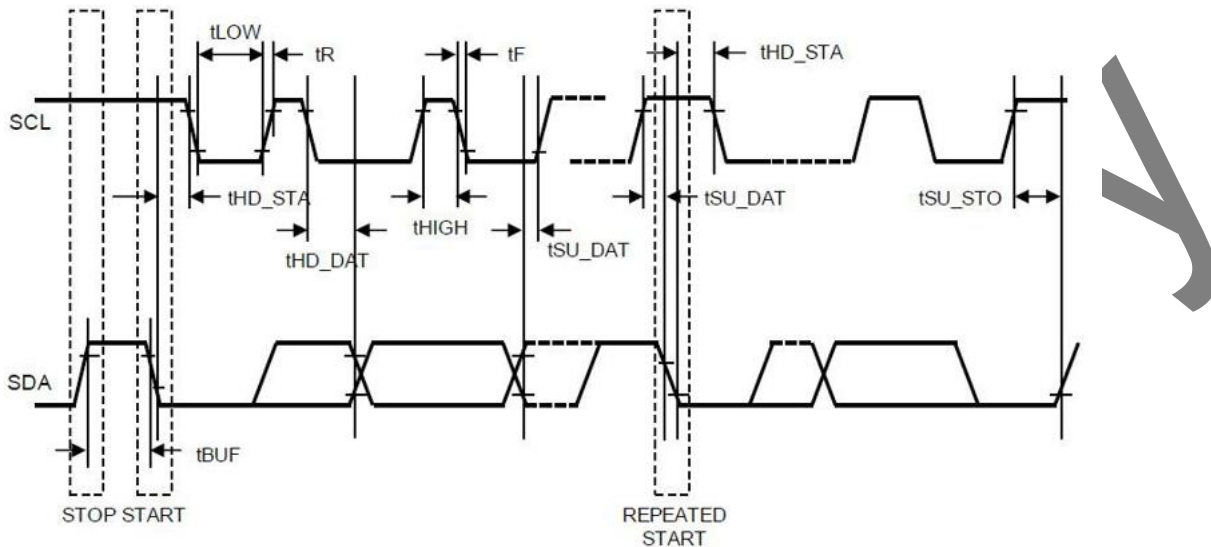 tLOW
tR
tF
tHD_STA
SCL
tHD_STA
tHIGH
tSU_DAT
tSU_STO
tHD_DAT
tSU_DAT
SDA
tBUF
STOP START
REPEATED
START
y